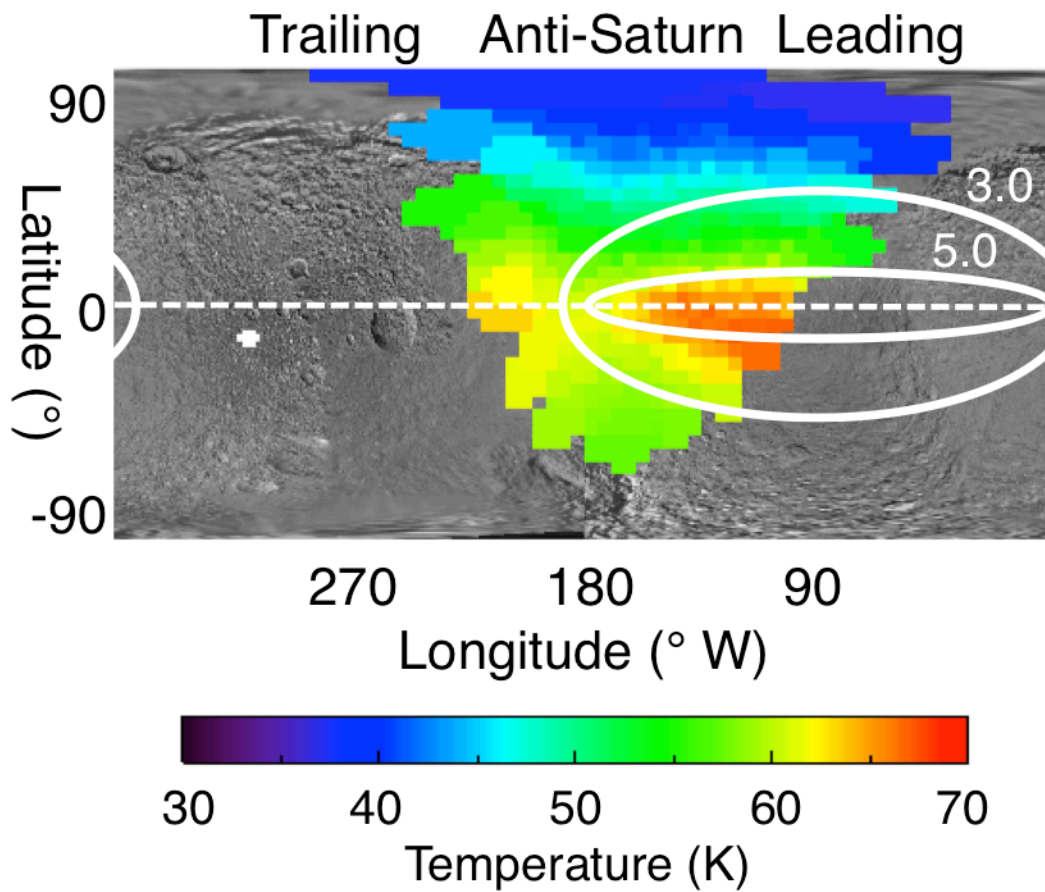 Trailing Anti-Saturn Leading
90
3.0
5.0
0
-90
Latitude (°)
270 180 90
Longitude (° W)
30 40 50 60 70
Temperature (K)